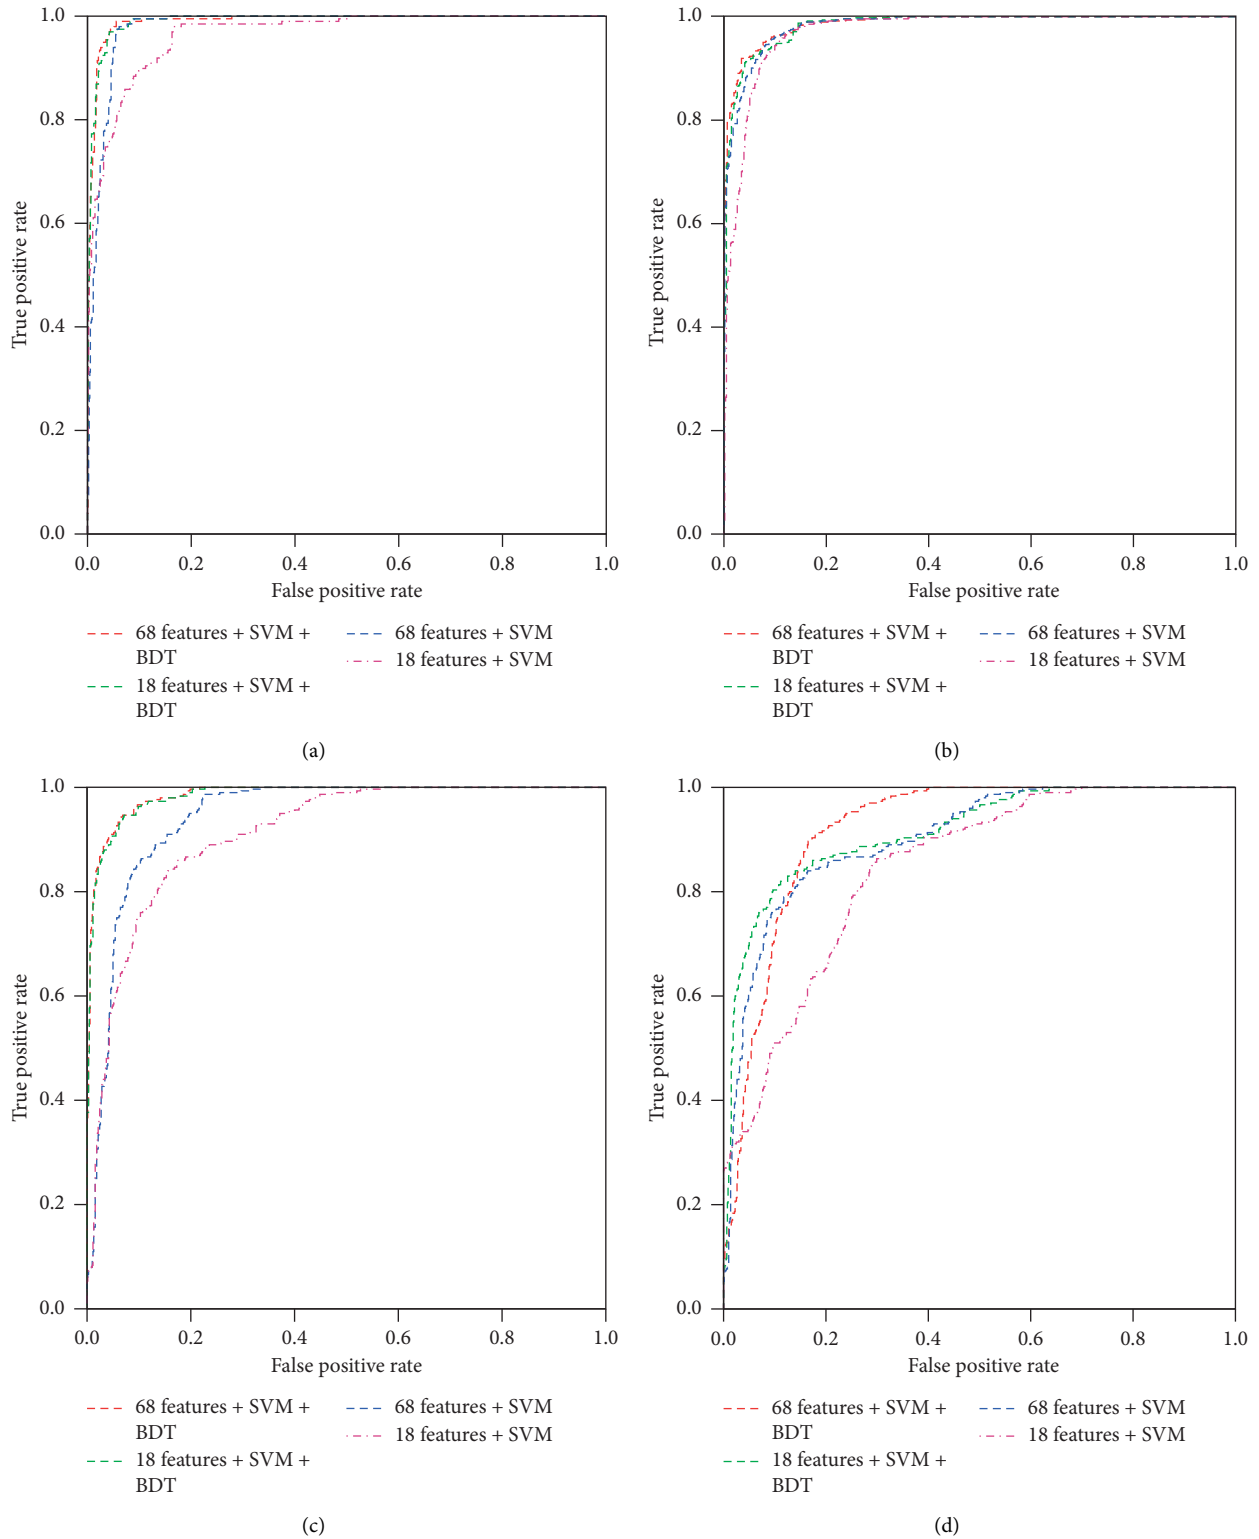 1.0
0.8
0.6
0.4
0.2
0.0
True positive rate
0.0 0.2 0.4 0.6 0.8 1.0
False positive rate
68 features + SVM +
BDT
18 features + SVM +
BDT
68 features + SVM
18 features + SVM
(a)
1.0
0.8
0.6
0.4
0.2
0.0
True positive rate
0.0 0.2 0.4 0.6 0.8 1.0
False positive rate
68 features + SVM +
BDT
18 features + SVM +
BDT
68 features + SVM
18 features + SVM
(b)
1.0
0.8
0.6
0.4
0.2
0.0
True positive rate
0.0 0.2 0.4 0.6 0.8 1.0
False positive rate
68 features + SVM +
BDT
18 features + SVM +
BDT
68 features + SVM
18 features + SVM
(c)
1.0
0.8
0.6
0.4
0.2
0.0
True positive rate
0.0 0.2 0.4 0.6 0.8 1.0
False positive rate
68 features + SVM +
BDT
18 features + SVM +
BDT
68 features + SVM
18 features + SVM
(d)